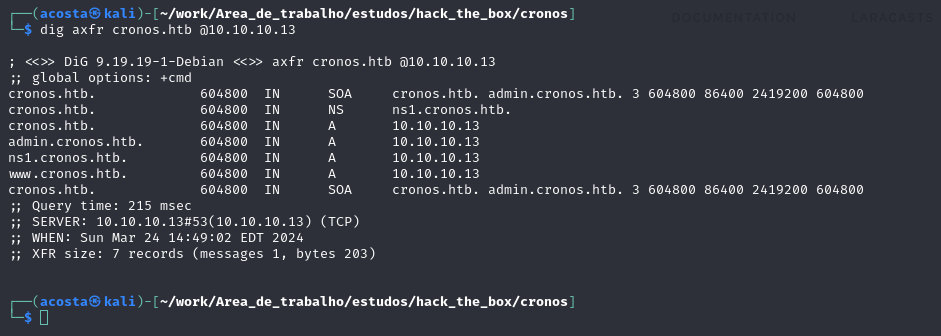 DOCUMENTATION LARACASTS
┌──(acosta㉿kali)-[~/work/Area_de_trabalho/estudos/hack_the_box/cronos]
└─$ dig axfr cronos.htb @10.10.10.13
; <<>> DiG 9.19.19-1-Debian <<>> axfr cronos.htb @10.10.10.13
;; global options: +cmd
cronos.htb. 604800 IN SOA cronos.htb. admin.cronos.htb. 3 604800 86400 2419200 604800
cronos.htb. 604800 IN NS ns1.cronos.htb.
cronos.htb. 604800 IN A 10.10.10.13
admin.cronos.htb. 604800 IN A 10.10.10.13
ns1.cronos.htb. 604800 IN A 10.10.10.13
www.cronos.htb. 604800 IN A 10.10.10.13
cronos.htb. 604800 IN SOA cronos.htb. admin.cronos.htb. 3 604800 86400 2419200 604800
;; Query time: 215 msec
;; SERVER: 10.10.10.13#53(10.10.10.13) (TCP)
;; WHEN: Sun Mar 24 14:49:02 EDT 2024
;; XFR size: 7 records (messages 1, bytes 203)
┌──(acosta㉿kali)-[~/work/Area_de_trabalho/estudos/hack_the_box/cronos]
└─$